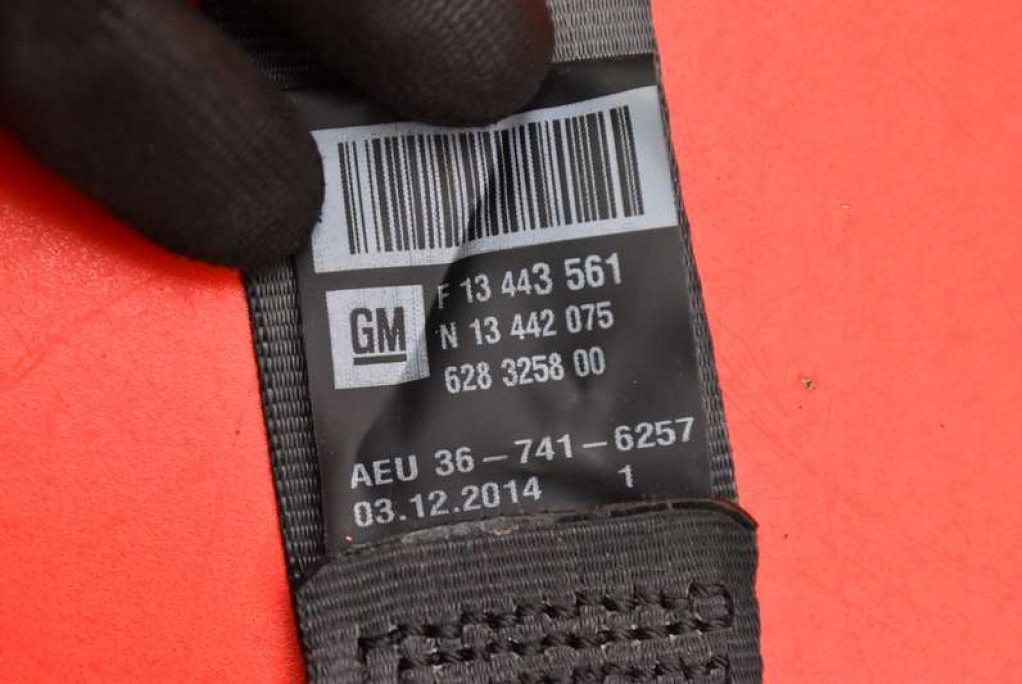 F 13 443 561
GM
N 13 442 075
628 3258 00
AEU 36-741-6257
03.12.2014 1